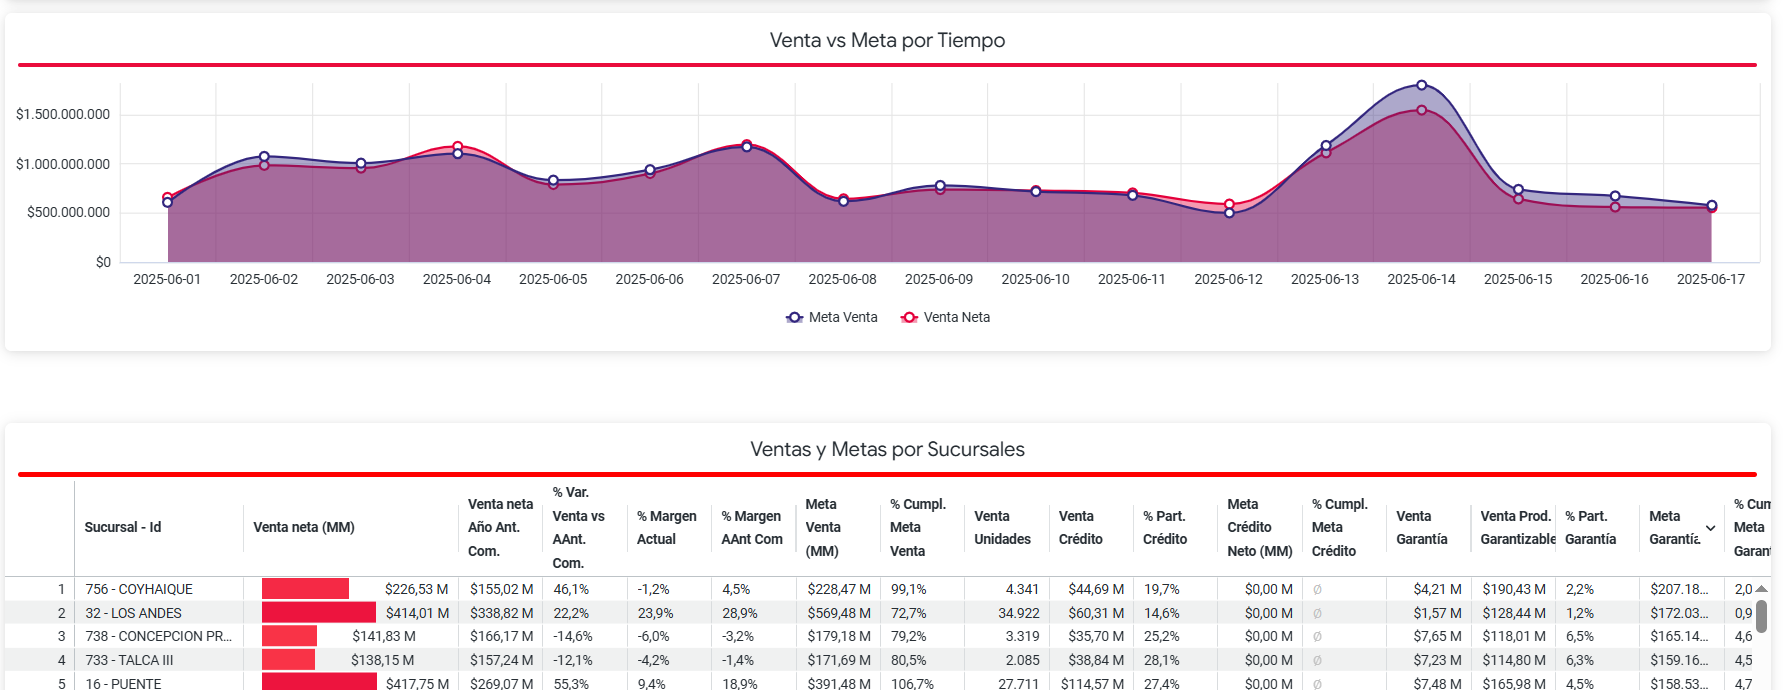 Venta vs Meta por Tiempo
$1.500.000.000
$1.000.000.000
$500.000.000
$0
2025-06-01 2025-06-02 2025-06-03 2025-06-04 2025-06-05 2025-06-06 2025-06-07 2025-06-08 2025-06-09 2025-06-10 2025-06-11 2025-06-12 2025-06-13 2025-06-14 2025-06-15 2025-06-16 2025-06-17
Meta Venta Venta Neta
Ventas y Metas por Sucursales
Sucursal - Id
Venta neta (MM)
Venta neta
Año Ant.
Com.
% Var.
Venta vs
AAnt.
Com.
% Margen
Actual
% Margen
AAnt Com
Meta
Venta
(MM)
% Cumpl.
Meta
Venta
Venta
Unidades
Venta
Crédito
% Part.
Crédito
Meta
Crédito
Neto (MM)
% Cumpl.
Meta
Crédito
Venta
Garantía
Venta Prod.
Garantizable
% Part.
Garantía
Meta
Garantía
% Cum
Meta
Garant
1 756 - COYHAIQUE $226,53 M $155,02 M 46,1% -1,2% 4,5% $228,47 M 99,1% 4.341 $44,69 M 19,7% $0,00 M Ø $4,21 M $190,43 M 2,2% $207.18... 2,0
2 32 - LOS ANDES $414,01 M $338,82 M 22,2% 23,9% 28,9% $569,48 M 72,7% 34.922 $60,31 M 14,6% $0,00 M Ø $1,57 M $128,44 M 1,2% $172.03... 0,9
3 738 - CONCEPCION PR... $141,83 M $166,17 M -14,6% -6,0% -3,2% $179,18 M 79,2% 3.319 $35,70 M 25,2% $0,00 M Ø $7,65 M $118,01 M 6,5% $165.14... 4,6
4 733 - TALCA III $138,15 M $157,24 M -12,1% -4,2% -1,4% $171,69 M 80,5% 2.085 $38,84 M 28,1% $0,00 M Ø $7,23 M $114,80 M 6,3% $159.16... 4,5
5 16 - PUENTE $417,75 M $269,07 M 55,3% 9,4% 18,9% $391,48 M 106,7% 27.711 $114,57 M 27,4% $0,00 M Ø $7,48 M $165,98 M 4,5% $158.53... 4,7